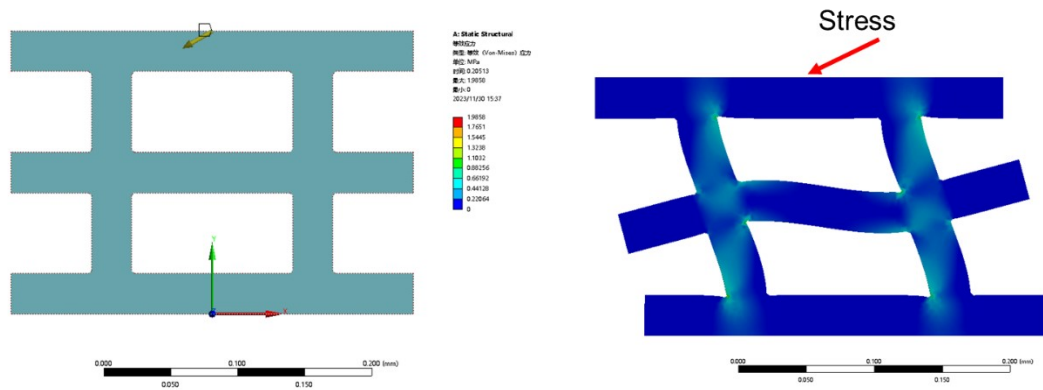 A: Static Structural
等效应力
类型: 等效 (Von-Mises) 应力
单位: MPa
时间: 0.20513
最大: 1.9858
最小: 0
2023/11/30 15:37
1.9858
1.7651
1.5445
1.3238
1.1032
0.88256
0.66192
0.44128
0.22064
0
Y
X
0.000 0.100 0.200 (mm)
0.050 0.150
Stress
0.000 0.100 0.200 (mm)
0.050 0.150